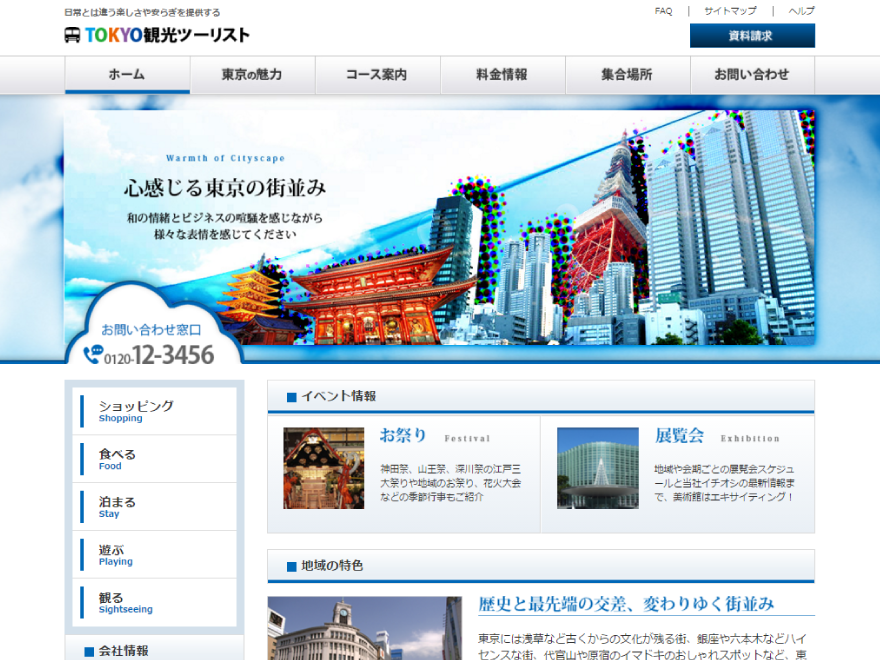 日常とは違う楽しさや安らぎを提供する
FAQ | サイトマップ | ヘルプ
TOKYO観光ツーリスト
資料請求
ホーム
東京の魅力
コース案内
料金情報
集合場所
お問い合わせ
Warmth of Cityscape
心感じる東京の街並み
和の情緒とビジネスの喧騒を感じながら
様々な表情を感じてください
お問い合わせ窓口
0120-12-3456
ショッピング
Shopping
食べる
Food
泊まる
Stay
遊ぶ
Playing
観る
Sightseeing
会社情報
イベント情報
お祭り Festival
神田祭、山王祭、深川祭の江戸三
大祭りや地域のお祭り、花火大会
などの季節行事もご紹介
展覧会 Exhibition
地域や会期ごとの展覧会スケジュ
ールと当社イチオシの最新情報ま
で、美術館はエキサイティング！
地域の特色
歴史と最先端の交差、変わりゆく街並み
東京には浅草など古くからの文化が残る街、銀座や六本木などハイ
センスな街、代官山や原宿のイマドキのおしゃれスポットなど、東